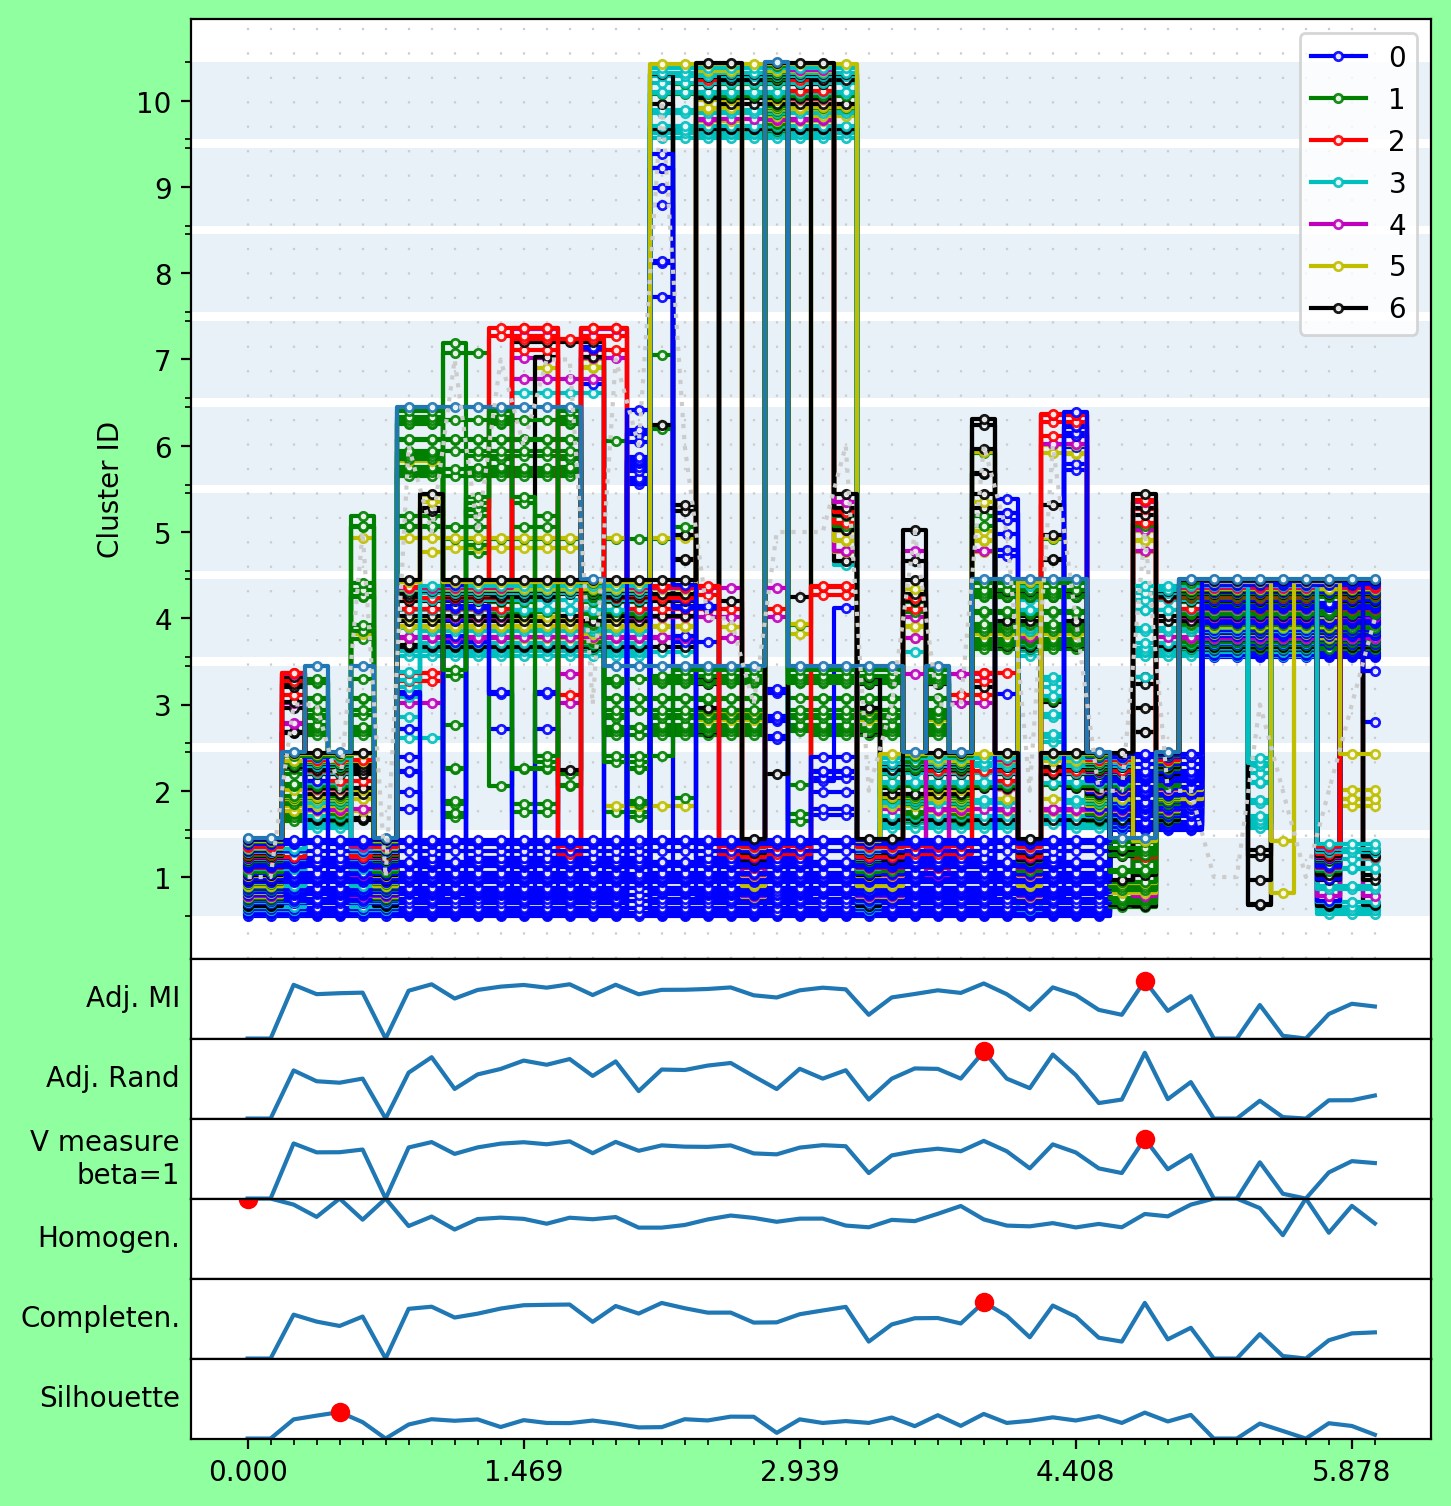 Cluster ID
10
9
8
7
6
5
4
3
2
1
0
1
2
3
4
5
6
Adj. MI
Adj. Rand
V measure
beta=1
Homogen.
Completen.
Silhouette
0.000
1.469
2.939
4.408
5.878